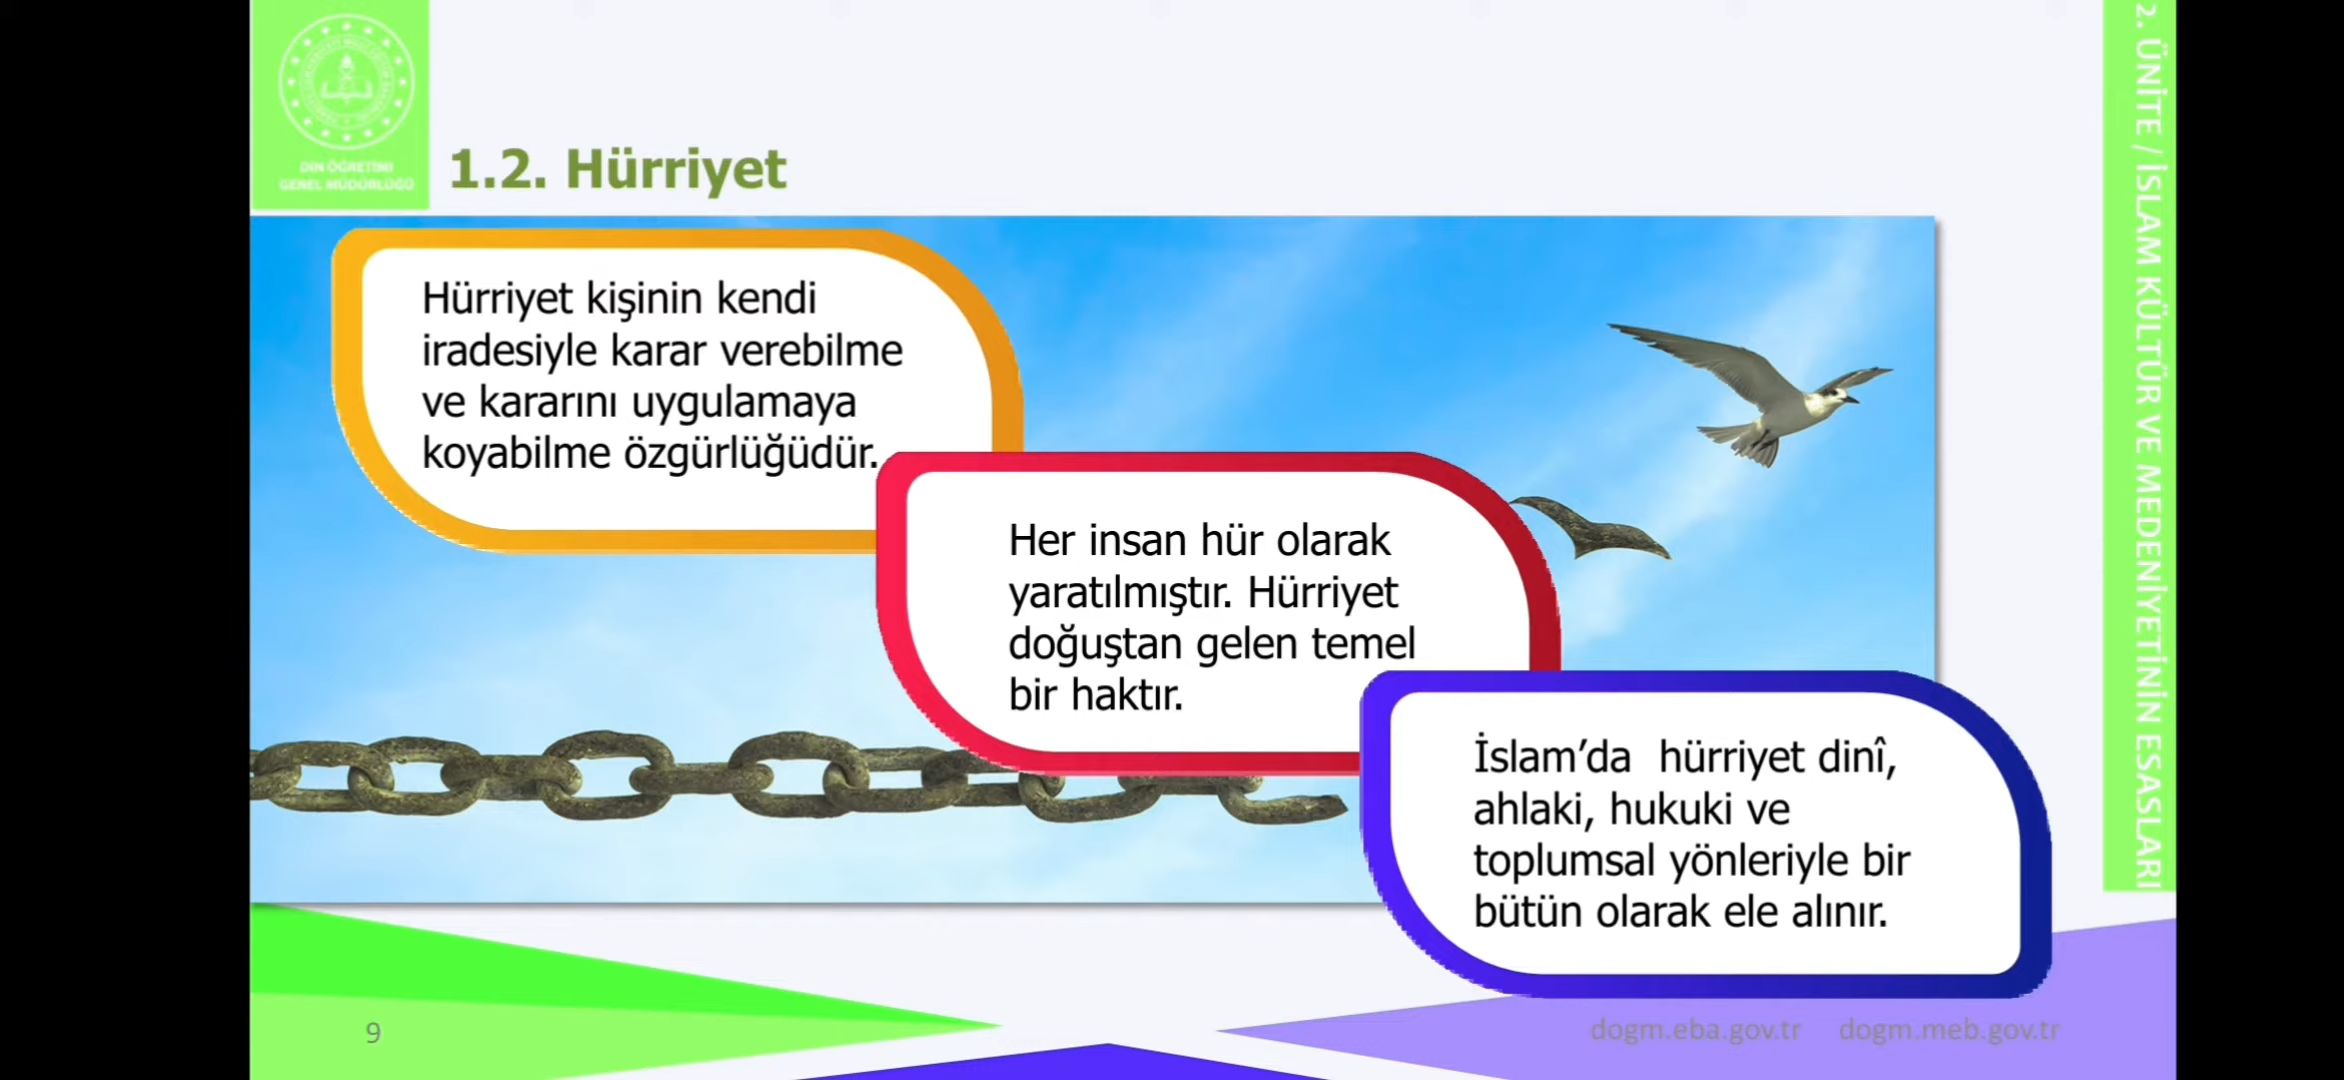 DİN ÖĞRETİMİ
GENEL MÜDÜRLÜĞÜ
1.2. Hürriyet
Hürriyet kişinin kendi
iradesiyle karar verebilme
ve kararını uygulamaya
koyabilme özgürlüğüdür.
Her insan hür olarak
yaratılmıştır. Hürriyet
doğuştan gelen temel
bir haktır.
İslam’da  hürriyet dinî,
ahlaki, hukuki ve
toplumsal yönleriyle bir
bütün olarak ele alınır.
2. ÜNİTE / İSLAM KÜLTÜR VE MEDENİYETİNİN ESASLARI
9
dogm.eba.gov.tr dogm.meb.gov.tr